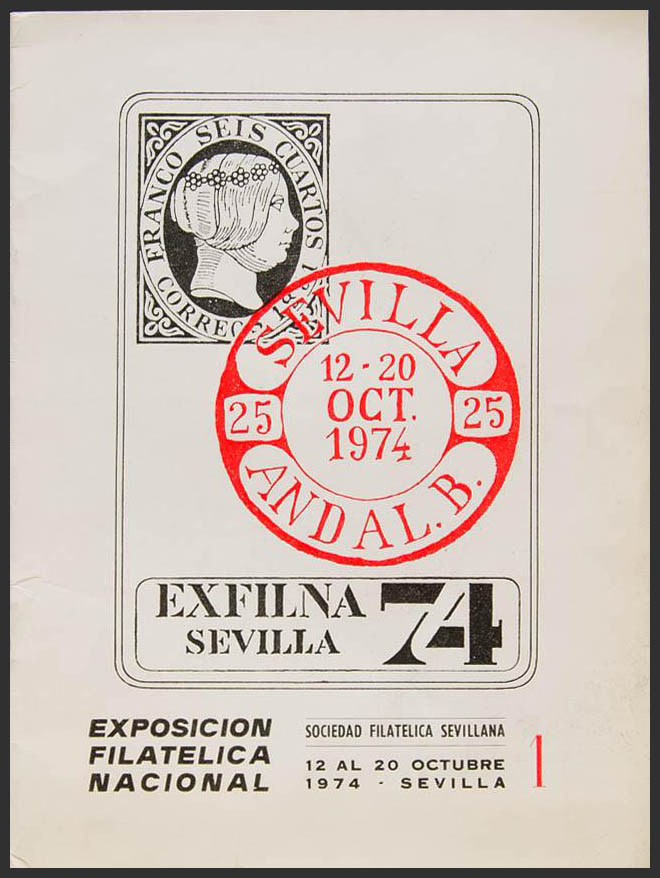 FRANCO SEIS CUARTOS
CORREOS 1851
SEVILLA
12-20
OCT.
1974
25
25
ANDAL. B.
EXFILNA
SEVILLA
74
EXPOSICION
FILATELICA
NACIONAL
SOCIEDAD FILATELICA SEVILLANA
12 AL 20 OCTUBRE
1974 - SEVILLA
1